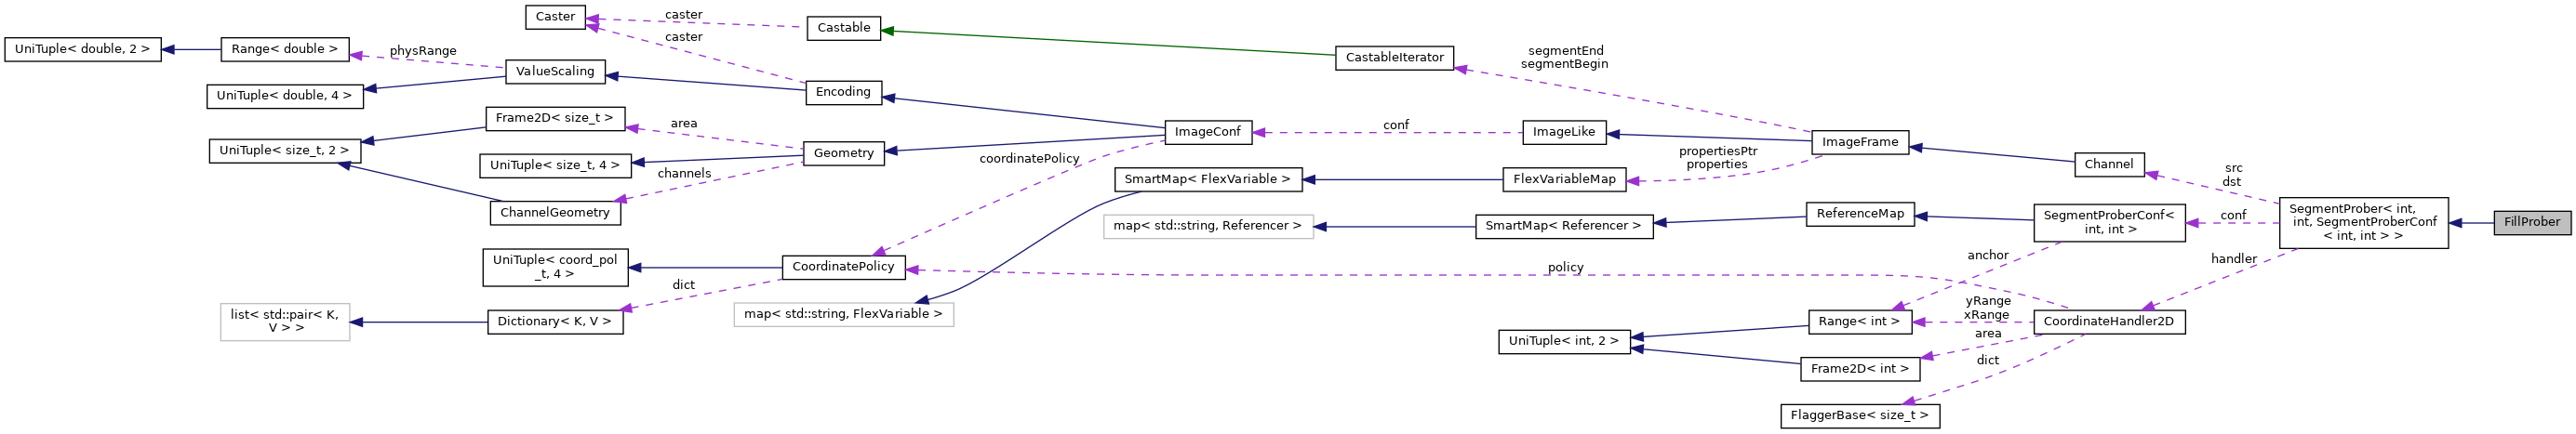 Caster
caster
Castable
caster
UniTuple< double, 2 >
Range< double >
physRange
ValueScaling
UniTuple< double, 4 >
Encoding
CastableIterator
segmentEnd
segmentBegin
Frame2D< size_t >
area
UniTuple< size_t, 2 >
UniTuple< size_t, 4 >
Geometry
channels
ChannelGeometry
ImageConf
conf
ImageLike
coordinatePolicy
ImageFrame
propertiesPtr
properties
SmartMap< FlexVariable >
FlexVariableMap
Channel
src
dst
map< std::string, Referencer >
SmartMap< Referencer >
ReferenceMap
SegmentProberConf<
int, int >
conf
SegmentProber< int,
int, SegmentProberConf
< int, int > >
FillProber
anchor
handler
UniTuple< coord_pol
_t, 4 >
CoordinatePolicy
policy
dict
list< std::pair< K,
V > >
Dictionary< K, V >
map< std::string, FlexVariable >
yRange
xRange
Range< int >
CoordinateHandler2D
UniTuple< int, 2 >
area
Frame2D< int >
dict
FlaggerBase< size_t >